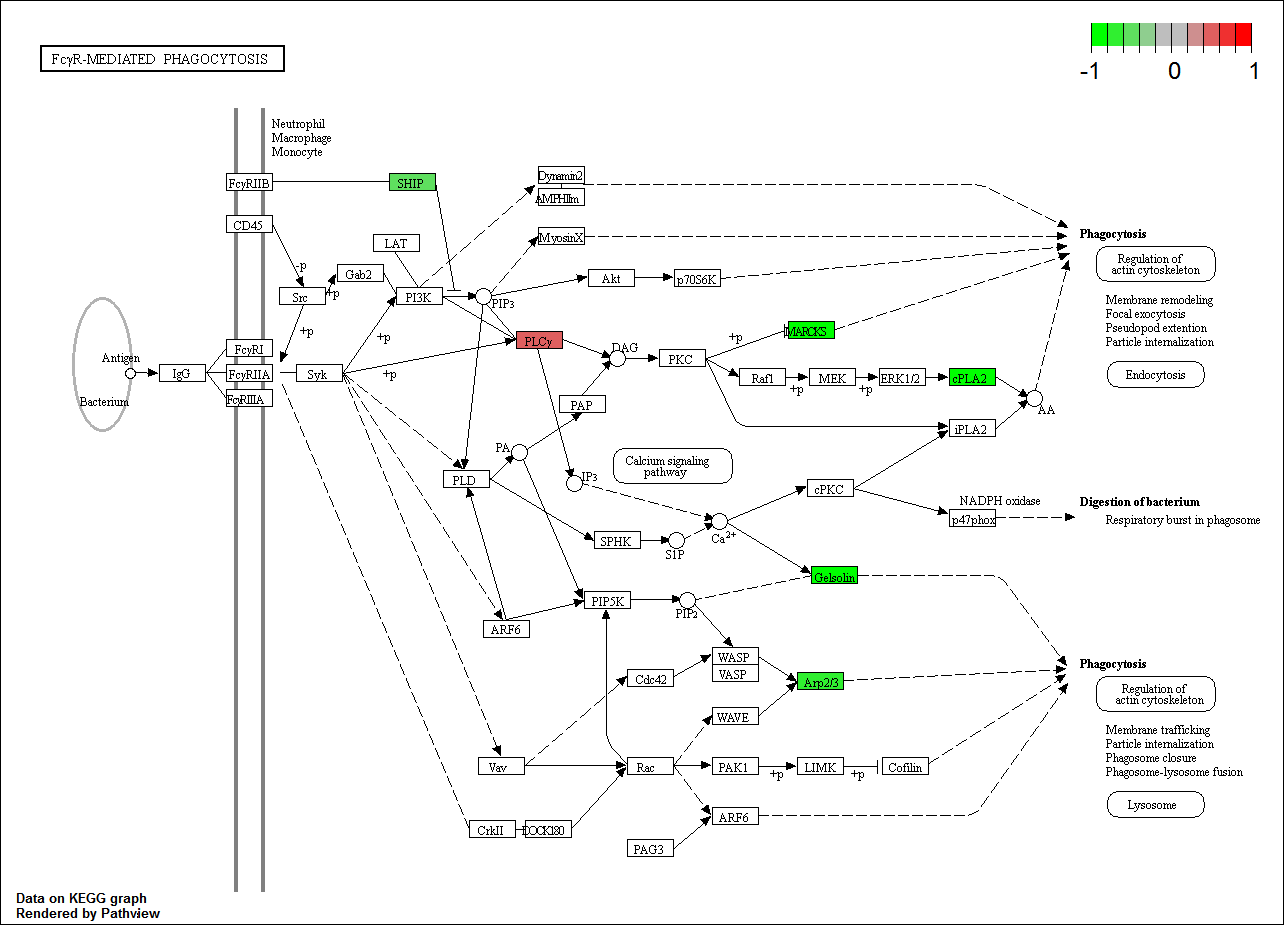 FcγR-MEDIATED PHAGOCYTOSIS
-1 0 1
Neutrophil
Macrophage
Monocyte
FcγRIIB
SHIP
Dynamin2
AMPHIIm
CD45
LAT
MyosinX
Phagocytosis
Regulation of
actin cytoskeleton
-p
Gab2
Akt
p70S6K
Src
+p
PI3K
PIP3
Membrane remodeling
Focal exocytosis
Pseudopod extention
Particle internalization
+p
+p
PLCγ
+p
MARCKS
FcγRI
DAG
Antigen
IgG
FcγRIIA
Syk
+p
PKC
Raf1
+p
MEK
+p
ERK1/2
cPLA2
Endocytosis
Bacterium
FcγRIIIA
PAP
AA
iPLA2
PA
Calcium signaling
pathway
PLD
IP3
cPKC
NADPH oxidase
p47phox
Digestion of bacterium
Respiratory burst in phagosome
SPHK
S1P
Ca2+
Gelsolin
PIP5K
PIP2
ARF6
WASP
VASP
Phagocytosis
Cdc42
Arp2/3
Regulation of
actin cytoskeleton
WAVE
Membrane trafficking
Particle internalization
Phagosome closure
Phagosome-lysosome fusion
Vav
Rac
PAK1
+p
LIMK
+p
Cofilin
Lysosome
CrkII
DOCK180
ARF6
PAG3
Data on KEGG graph
Rendered by Pathview